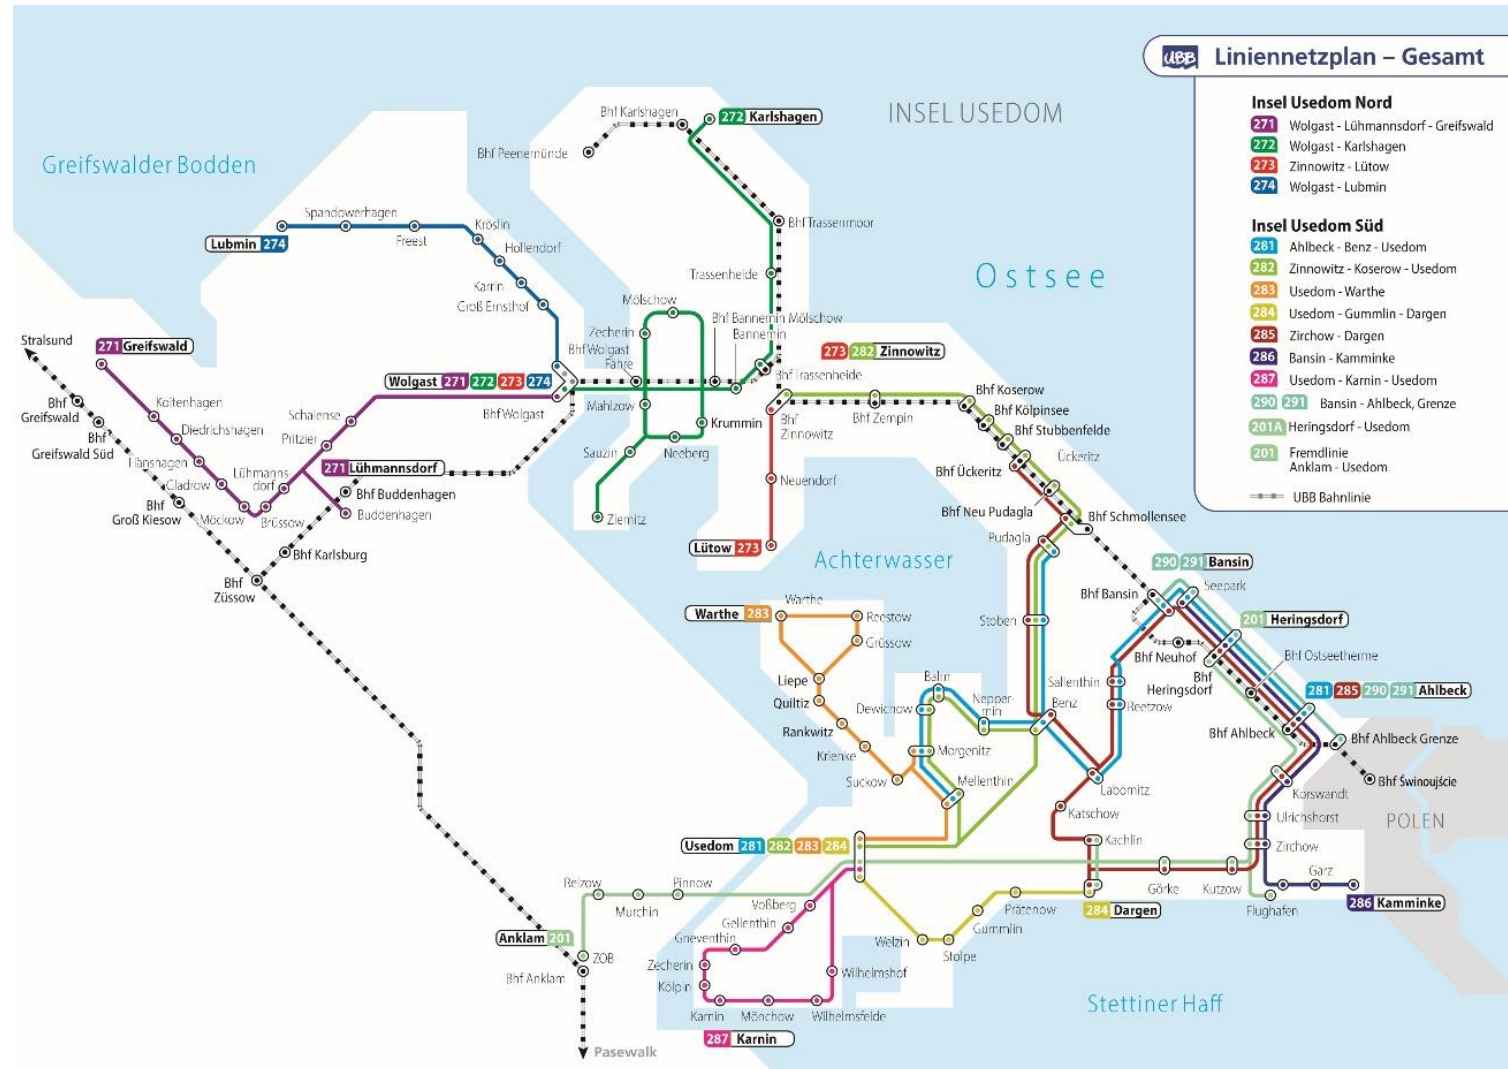 UBB Liniennetzplan – Gesamt
Insel Usedom Nord
271 Wolgast - Lühmannsdorf - Greifswald
272 Wolgast - Karlshagen
273 Zinnowitz - Lütow
274 Wolgast - Lubmin
Insel Usedom Süd
281 Ahlbeck - Benz - Usedom
282 Zinnowitz - Koserow - Usedom
283 Usedom - Warthe
284 Usedom - Gummlin - Dargen
285 Zirchow - Dargen
286 Bansin - Kamminke
287 Usedom - Karnin - Usedom
290 291 Bansin - Ahlbeck, Grenze
201A Heringsdorf - Usedom
201 Fremdlinie
Anklam - Usedom
UBB Bahnlinie
INSEL USEDOM
Greifswalder Bodden
Ostsee
Achterwasser
Stettiner Haff
POLEN
Bhf Karlshagen
272 Karlshagen
Bhf Peenemünde
Bhf Trassenmoor
Trassenheide
Spandowerhagen
Lubmin 274
Freest
Kröslin
Hollendorf
Karrin
Groß Ernsthof
Mölschow
Zecherin
Bhf Bannemin Mölschow
Bannemin
Bhf Wolgast
Fähre
Bhf Trassenheide
Stralsund
271 Greifswald
Wolgast 271 272 273 274
Bhf Wolgast
Mahlzow
Krummin
Sauzin
Neeberg
Ziemitz
273 282 Zinnowitz
Bhf
Zinnowitz
Bhf Zempin
Bhf Koserow
Bhf Kölpinsee
Bhf Stubbenfelde
Ückeritz
Bhf Ückeritz
Bhf Neu Pudagla
Bhf Schmollensee
Pudagla
Neuendorf
Lütow 273
Bhf
Greifswald
Bhf
Greifswald Süd
Koitenhagen
Diedrichshagen
Hanshagen
Gladrow
Möckow
Brüssow
Lühmanns
dorf
Pritzier
Schalense
271 Lühmannsdorf
Bhf Buddenhagen
Buddenhagen
Bhf
Groß Kiesow
Bhf Karlsburg
Bhf
Züssow
290 291 Bansin
Seepark
Bhf Bansin
201 Heringsdorf
Bhf Ostseetherme
Bhf Neuhof
Bhf
Heringsdorf
281 285 290 291 Ahlbeck
Bhf Ahlbeck
Bhf Ahlbeck Grenze
Bhf Świnoujście
Warthe
Warthe 283
Reestow
Grüssow
Liepe
Quiltiz
Rankwitz
Krienke
Suckow
Stoben
Sallenthin
Reetzow
Balm
Dewichow
Nepper-
min
Benz
Morgenitz
Mellenthin
Labömitz
Katschow
Kachlin
Korswandt
Ulrichshorst
Zirchow
Garz
Usedom 281 282 283 284
Relzow
Murchin
Pinnow
Voßberg
Gellenthin
Gneventhin
Zecherin
Kölpin
Karnin
Mönchow
Wilhelmsfelde
Wilhelmshof
287 Karnin
Welzin
Stolpe
Gummlin
Prätenow
284 Dargen
Görke
Kutzow
Flughafen
286 Kamminke
Anklam 201
ZOB
Bhf Anklam
Pasewalk